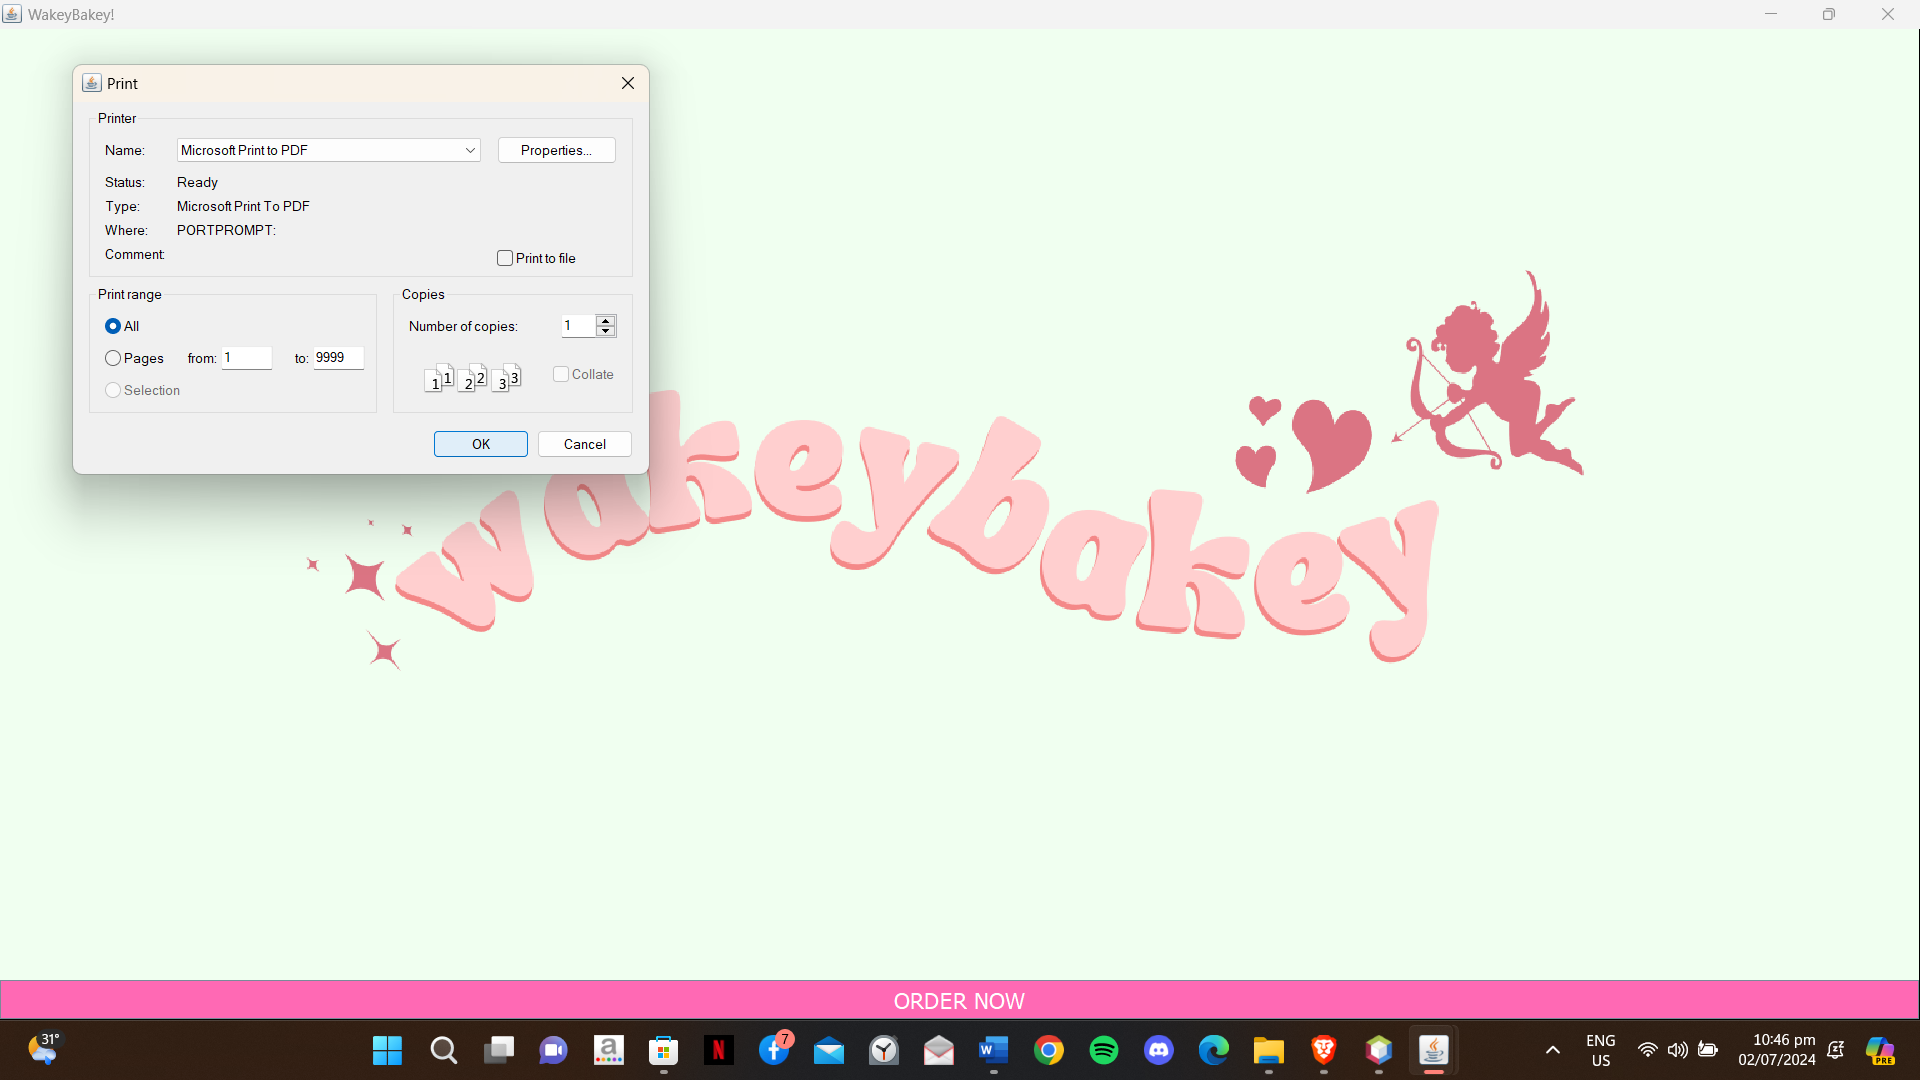 WakeyBakey!
Print
Printer
Name: Microsoft Print to PDF Properties...
Status: Ready
Type: Microsoft Print To PDF
Where: PORTPROMPT:
Comment:
Print to file
Print range
All
Pages from: 1 to: 9999
Selection
Copies
Number of copies: 1
1 1 2 2 3 3
Collate
OK Cancel
wakeybakey
ORDER NOW
31°
a
N
7
W
PRE
ENG
US
10:46 pm
02/07/2024